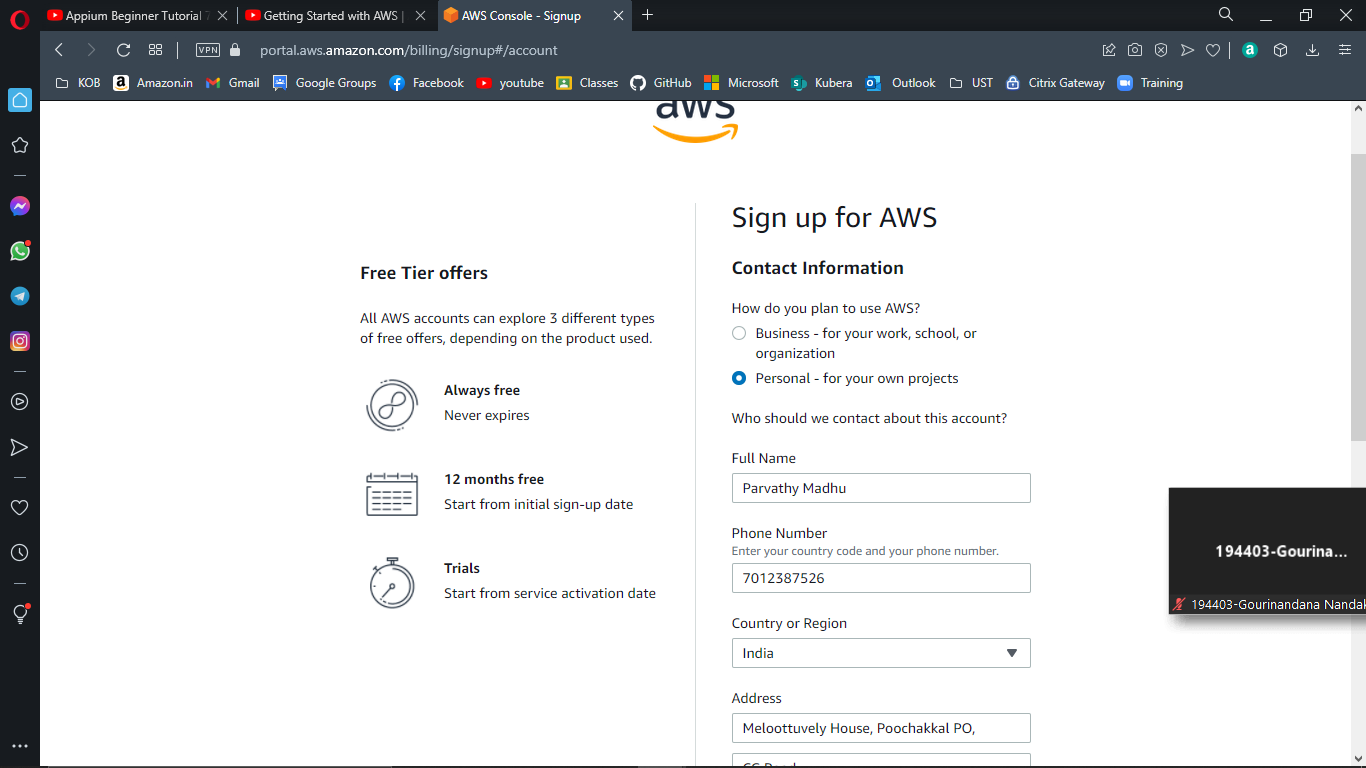 Appium Beginner Tutorial
Getting Started with AWS |
AWS Console - Signup
VPN
portal.aws.amazon.com/billing/signup#/account
KOB
Amazon.in
Gmail
Google Groups
Facebook
youtube
Classes
GitHub
Microsoft
Kubera
Outlook
UST
Citrix Gateway
Training
aws
Free Tier offers
All AWS accounts can explore 3 different types
of free offers, depending on the product used.
Always free
Never expires
12 months free
Start from initial sign-up date
Trials
Start from service activation date
Sign up for AWS
Contact Information
How do you plan to use AWS?
Business - for your work, school, or
organization
Personal - for your own projects
Who should we contact about this account?
Full Name
Parvathy Madhu
Phone Number
Enter your country code and your phone number.
7012387526
Country or Region
India
Address
Meloottuvely House, Poochakkal PO,
194403-Gourina...
194403-Gourinandana Nandak